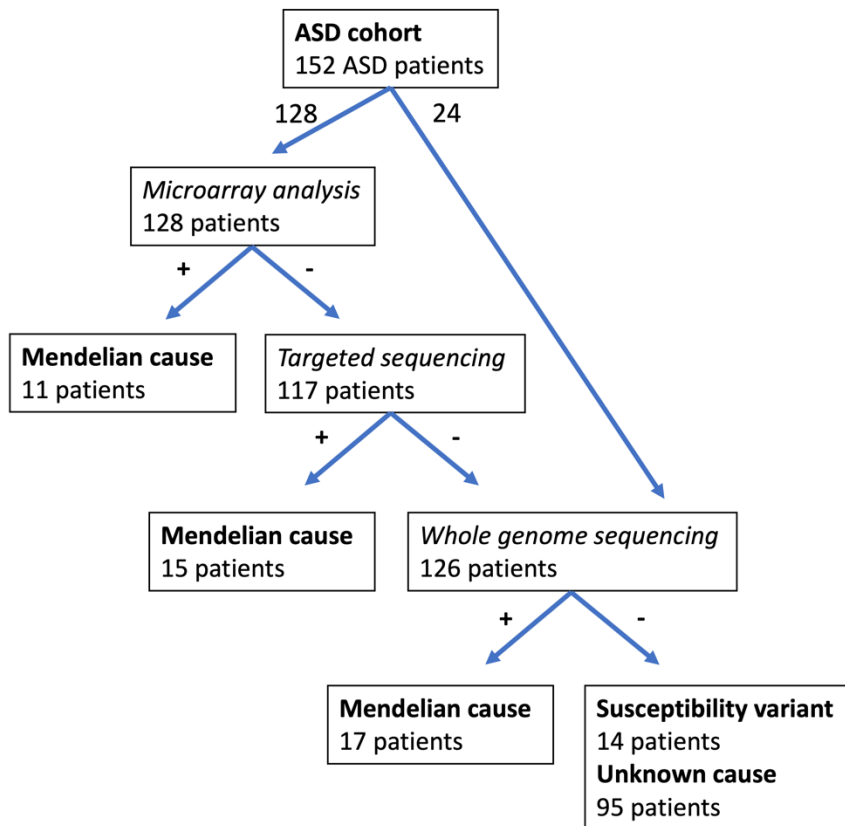 ASD cohort
152 ASD patients
128
24
Microarray analysis
128 patients
+
-
Mendelian cause
11 patients
Targeted sequencing
117 patients
+
-
Mendelian cause
15 patients
Whole genome sequencing
126 patients
+
-
Mendelian cause
17 patients
Susceptibility variant
14 patients
Unknown cause
95 patients